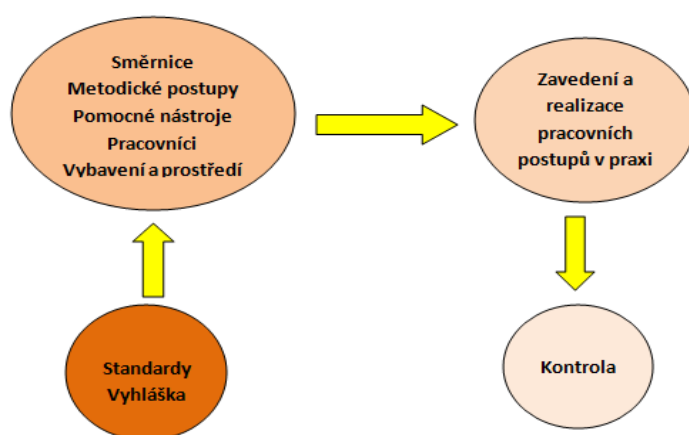 Směrnice
Metodické postupy
Pomocné nástroje
Pracovníci
Vybavení a prostředí
Zavedení a
realizace
pracovních
postupů v praxi
Standardy
Vyhláška
Kontrola